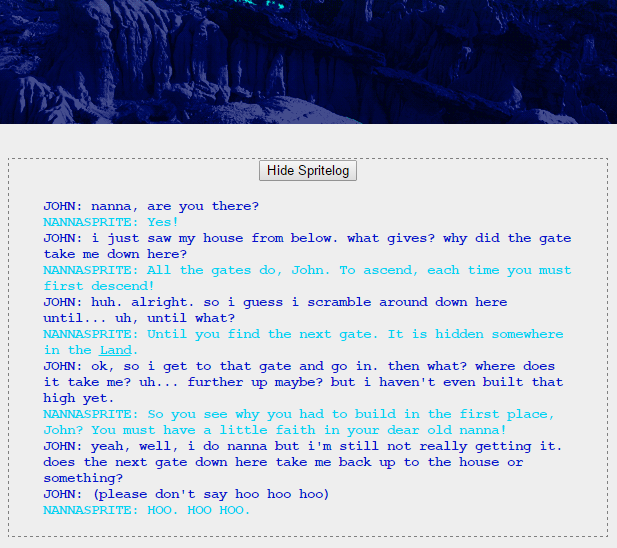 Hide Spritelog
JOHN: nanna, are you there?
NANNASPRITE: Yes!
JOHN: i just saw my house from below. what gives? why did the gate
take me down here?
NANNASPRITE: All the gates do, John. To ascend, each time you must
first descend!
JOHN: huh. alright. so i guess i scramble around down here
until... uh, until what?
NANNASPRITE: Until you find the next gate. It is hidden somewhere
in the Land.
JOHN: ok, so i get to that gate and go in. then what? where does
it take me? uh... further up maybe? but i haven't even built that
high yet.
NANNASPRITE: So you see why you had to build in the first place,
John? You must have a little faith in your dear old nanna!
JOHN: yeah, well, i do nanna but i'm still not really getting it.
does the next gate down here take me back up to the house or
something?
JOHN: (please don't say hoo hoo hoo)
NANNASPRITE: HOO. HOO HOO.